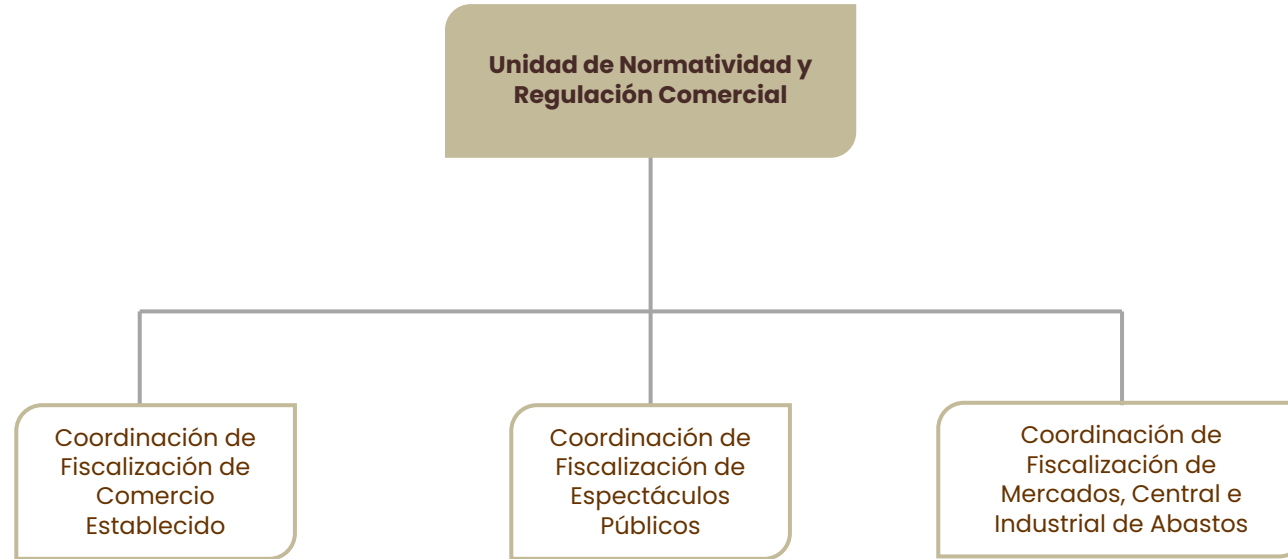 Unidad de Normatividad y
Regulación Comercial
Coordinación de
Fiscalización de
Comercio
Establecido
Coordinación de
Fiscalización de
Espectáculos
Públicos
Coordinación de
Fiscalización de
Mercados, Central e
Industrial de Abastos